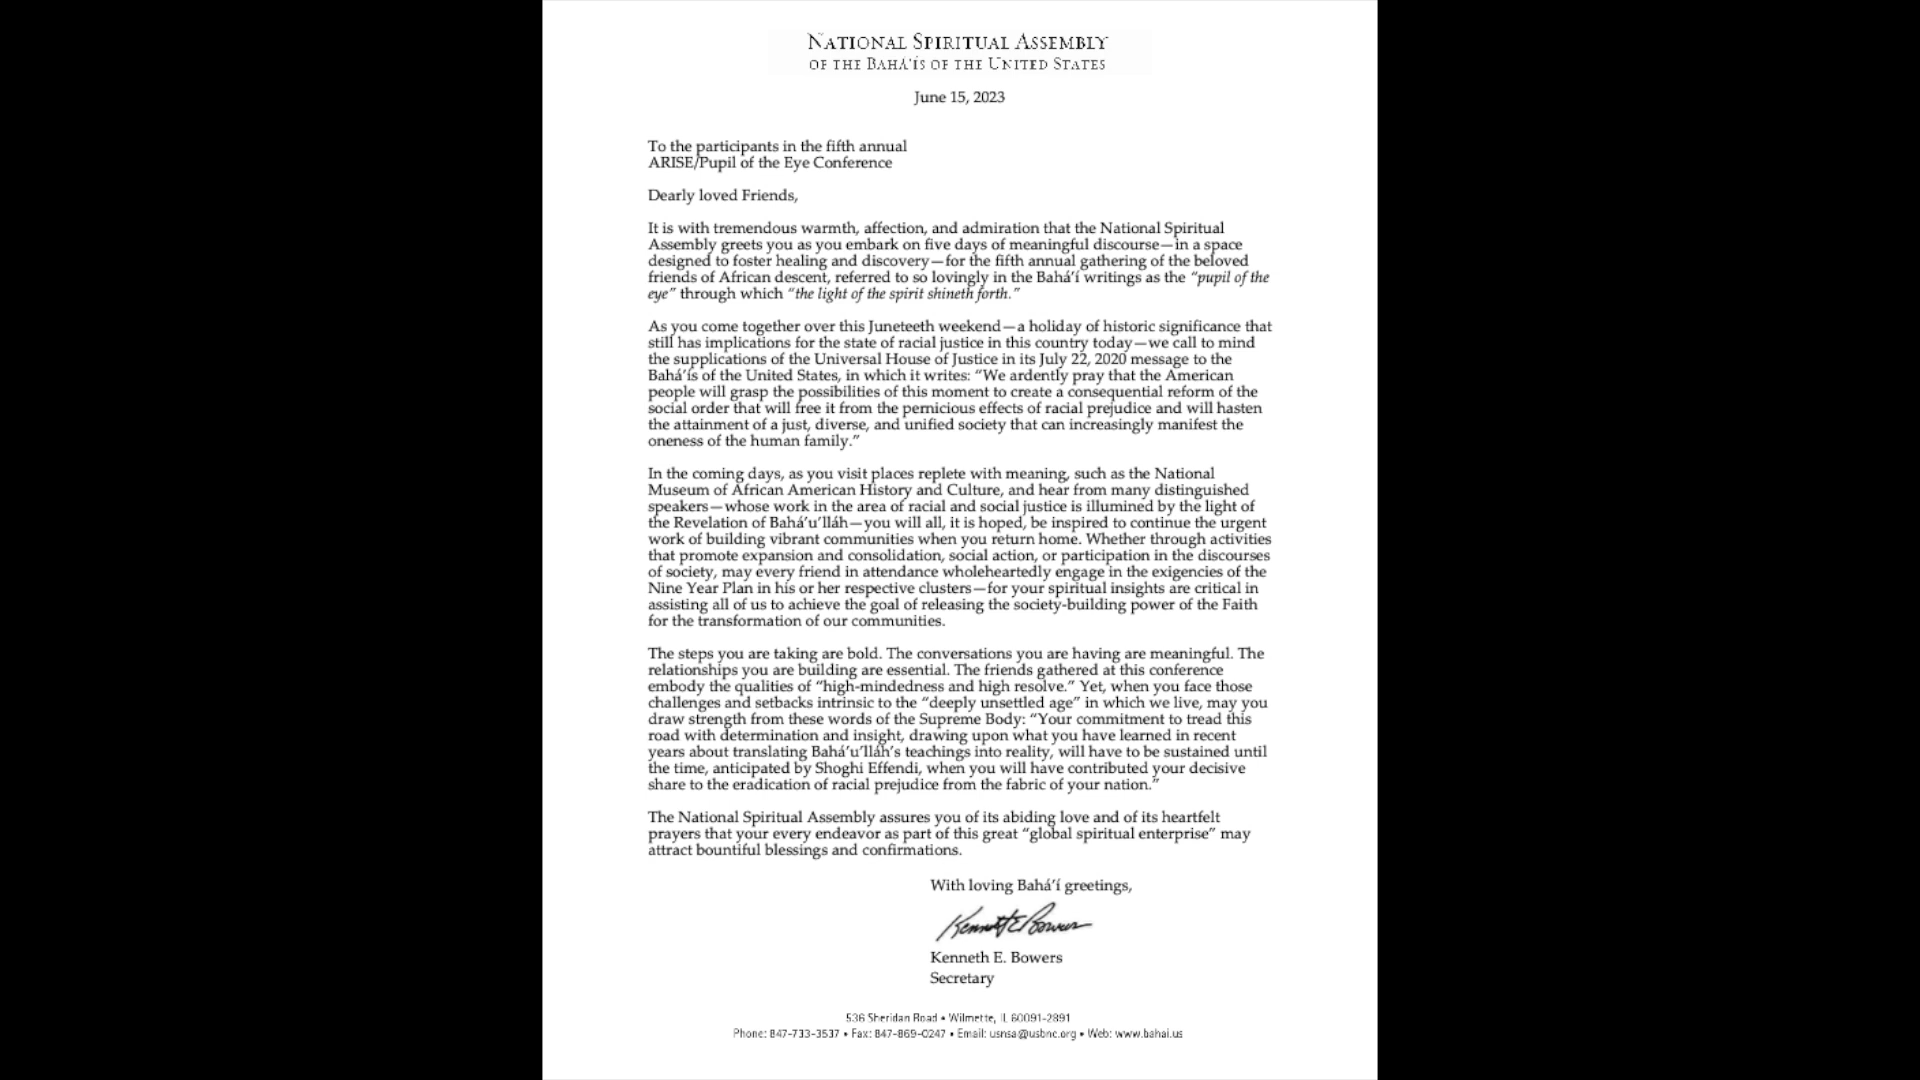 NATIONAL SPIRITUAL ASSEMBLY
OF THE BAHÁ'ÍS OF THE UNITED STATES
June 15, 2023
To the participants in the fifth annual
ARISE/Pupil of the Eye Conference
Dearly loved Friends,
It is with tremendous warmth, affection, and admiration that the National Spiritual
Assembly greets you as you embark on five days of meaningful discourse—in a space
designed to foster healing and discovery—for the fifth annual gathering of the beloved
friends of African descent, referred to so lovingly in the Bahá’í writings as the “pupil of the
eye” through which “the light of the spirit shineth forth.”
As you come together over this Juneteeth weekend—a holiday of historic significance that
still has implications for the state of racial justice in this country today—we call to mind
the supplications of the Universal House of Justice in its July 22, 2020 message to the
Bahá’ís of the United States, in which it writes: “We ardently pray that the American
people will grasp the possibilities of this moment to create a consequential reform of the
social order that will free it from the pernicious effects of racial prejudice and will hasten
the attainment of a just, diverse, and unified society that can increasingly manifest the
oneness of the human family.”
In the coming days, as you visit places replete with meaning, such as the National
Museum of African American History and Culture, and hear from many distinguished
speakers—whose work in the area of racial and social justice is illumined by the light of
the Revelation of Bahá’u’lláh—you will all, it is hoped, be inspired to continue the urgent
work of building vibrant communities when you return home. Whether through activities
that promote expansion and consolidation, social action, or participation in the discourses
of society, may every friend in attendance wholeheartedly engage in the exigencies of the
Nine Year Plan in his or her respective clusters—for your spiritual insights are critical in
assisting all of us to achieve the goal of releasing the society-building power of the Faith
for the transformation of our communities.
The steps you are taking are bold. The conversations you are having are meaningful. The
relationships you are building are essential. The friends gathered at this conference
embody the qualities of “high-mindedness and high resolve.” Yet, when you face those
challenges and setbacks intrinsic to the “deeply unsettled age” in which we live, may you
draw strength from these words of the Supreme Body: “Your commitment to tread this
road with determination and insight, drawing upon what you have learned in recent
years about translating Bahá’u’lláh’s teachings into reality, will have to be sustained until
the time, anticipated by Shoghi Effendi, when you will have contributed your decisive
share to the eradication of racial prejudice from the fabric of your nation.”
The National Spiritual Assembly assures you of its abiding love and of its heartfelt
prayers that your every endeavor as part of this great “global spiritual enterprise” may
attract bountiful blessings and confirmations.
With loving Bahá’í greetings,
Kenneth E Bowers
Kenneth E. Bowers
Secretary
536 Sheridan Road • Wilmette, IL 60091-2891
Phone: 847-733-3537 • Fax: 847-869-0247 • Email: usnsa@usbnc.org • Web: www.bahai.us